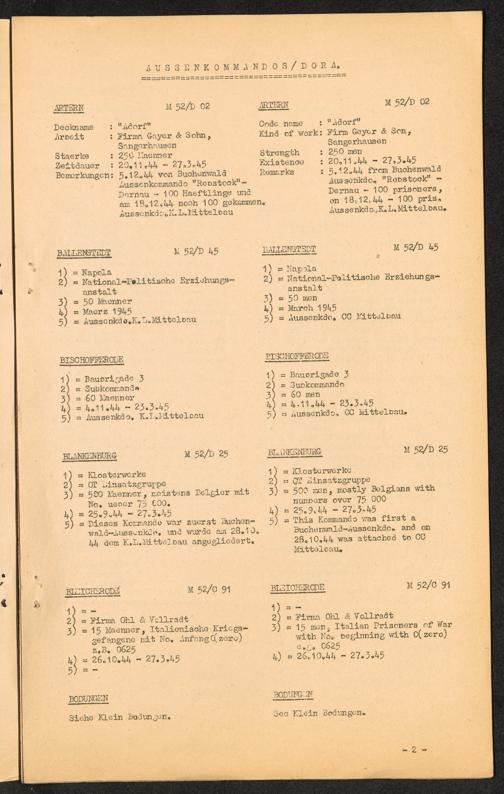 AUSSENKOMMANDOS/DORA.
ARTERN M 52/D 02
Deckname : "Adorf"
Arbeit : Firma Geyer & Sohn,
Sangerhausen
Staerke : 250 Maenner
Zeitdauer : 20.11.44 - 27.3.45
Bemerkungen: 5.12.44 von Buchenwald
Aussenkommando "Rebstock"-
Dernau - 100 Haeftlinge und
am 18.12.44 noch 100 gekommen.
Aussenkdo.K.L.Mittelbau
BALLENSTEDT M 52/D 45
1) = Napola
2) = National-Politische Erziehungs-
anstalt
3) = 50 Maenner
4) = Maerz 1945
5) = Aussenkdo.K.L.Mittelbau
BISCHOFFERODE
1) = Baubrigade 3
2) = Subkommando
3) = 60 Maenner
4) = 4.11.44 - 23.3.45
5) = Aussenkdo. K.L.Mittelbau
BLANKENBURG M 52/D 25
1) = Klosterwerke
2) = OT Einsatzgruppe
3) = 500 Maenner, meistens Belgier mit
No. ueber 75 000.
4) = 25.9.44 - 27.3.45
5) = Dieses Kommando war zuerst Buchen-
wald-Aussenkdo. und wurde am 28.10.
44 dem K.L.Mittelbau angegliedert.
BLEICHERODE M 52/C 91
1) = -
2) = Firma Ohl & Vollradt
3) = 15 Maenner, Italienische Kriegs-
gefangene mit No. Anfang 0(zero)
z.B. 0625
4) = 26.10.44 - 27.3.45
5) = -
BODUNGEN
Siehe Klein Bodungen.
ARTERN M 52/D 02
Code name : "Adorf"
Kind of work: Firm Geyer & Son,
Sangerhausen
Strength : 250 men
Existence : 20.11.44 - 27.3.45
Remarks : 5.12.44 from Buchenwald
Aussenkdo. "Rebstock" -
Dernau - 100 prisoners,
on 18.12.44 - 100 pris.
Aussenkdo.K.L.Mittelbau.
BALLENSTEDT M 52/D 45
1) = Napola
2) = National-Politische Erziehungs-
anstalt
3) = 50 men
4) = March 1945
5) = Aussenkdo. CC Mittelbau
BISCHOFFERODE
1) = Baubrigade 3
2) = Subkommando
3) = 60 men
4) = 4.11.44 - 23.3.45
5) = Aussenkdo. CC Mittelbau.
BLANKENBURG M 52/D 25
1) = Klosterwerke
2) = OT Einsatzgruppe
3) = 500 men, mostly Belgians with
numbers over 75 000
4) = 25.9.44 - 27.3.45
5) = This Kommando was first a
Buchenwald-Aussenkdo. and on
28.10.44 was attached to CC
Mittelbau.
BLEICHERODE M 52/C 91
1) = -
2) = Firma Ohl & Vollradt
3) = 15 men, Italian Prisoners of War
with No. beginning with 0(zero)
e.g. 0625
4) = 26.10.44 - 27.3.45
BODUNGEN
See Klein Bodungen.
- 2 -